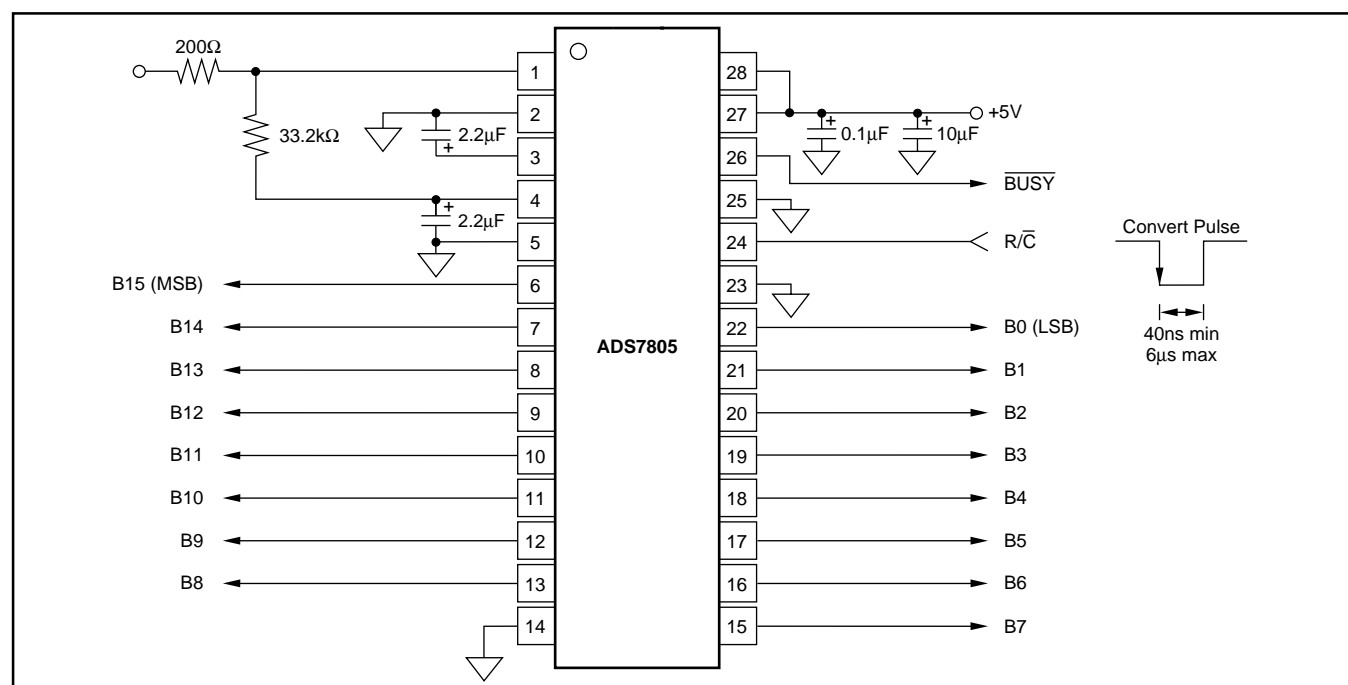 200Ω
33.2kΩ
2.2µF
+
+
2.2µF
1
2
3
4
5
6
7
8
9
10
11
12
13
14
B15 (MSB)
B14
B13
B12
B11
B10
B9
B8
ADS7805
28
27
26
25
24
23
22
21
20
19
18
17
16
15
+
0.1µF
+
10µF
+5V
B̅U̅S̅Y̅
R/C̅
B0 (LSB)
B1
B2
B3
B4
B5
B6
B7
Convert Pulse
40ns min
6µs max